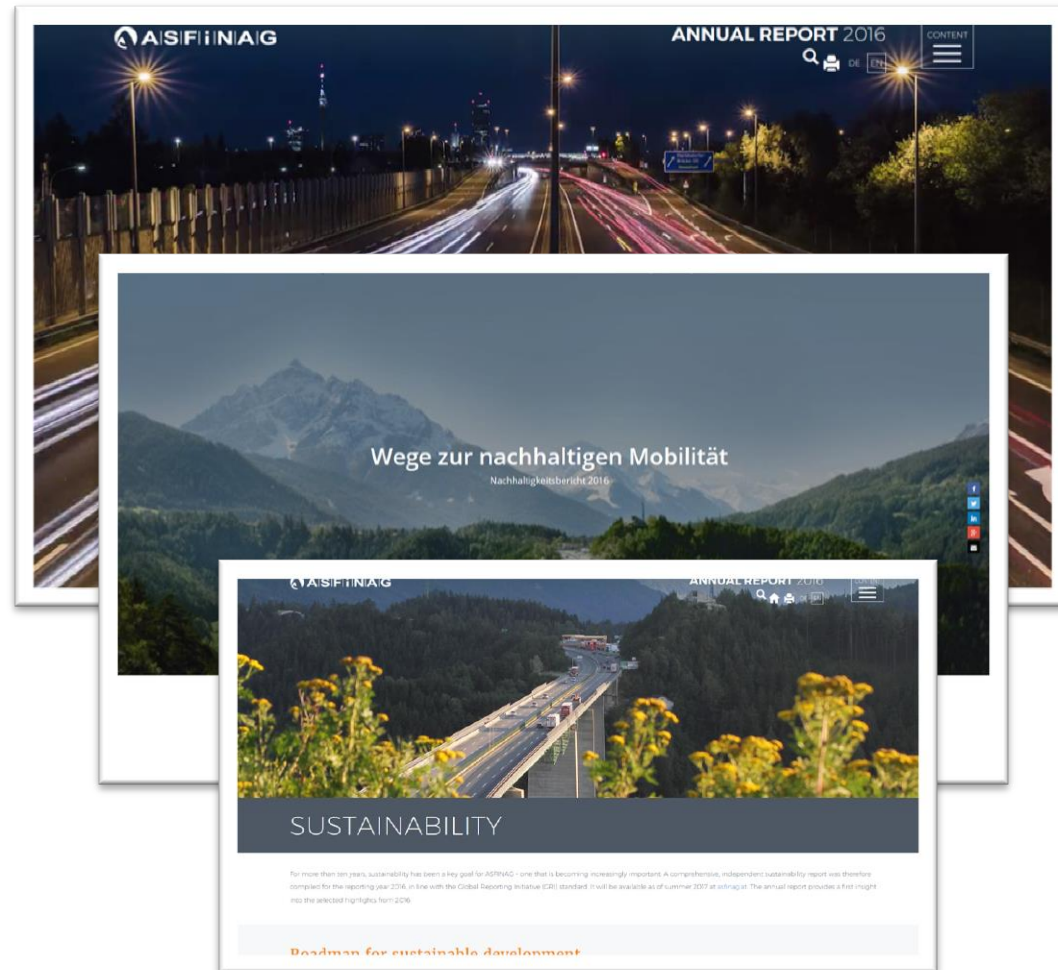 ASFiNAG
ANNUAL REPORT 2016
CONTENT
DE EN
Wege zur nachhaltigen Mobilität
Nachhaltigkeitsbericht 2016
ASFiNAG
ANNUAL REPORT 2016
SUSTAINABILITY
For more than ten years, sustainability has been a key goal for ASFINAG – one that is becoming increasingly important. A comprehensive, independent sustainability report was therefore
compiled for the reporting year 2016, in line with the Global Reporting Initiative (GRI) standard. It will be available as of summer 2017 at asfinag.at. The annual report provides a first insight
into the selected highlights from 2016.
Roadmap for sustainable development